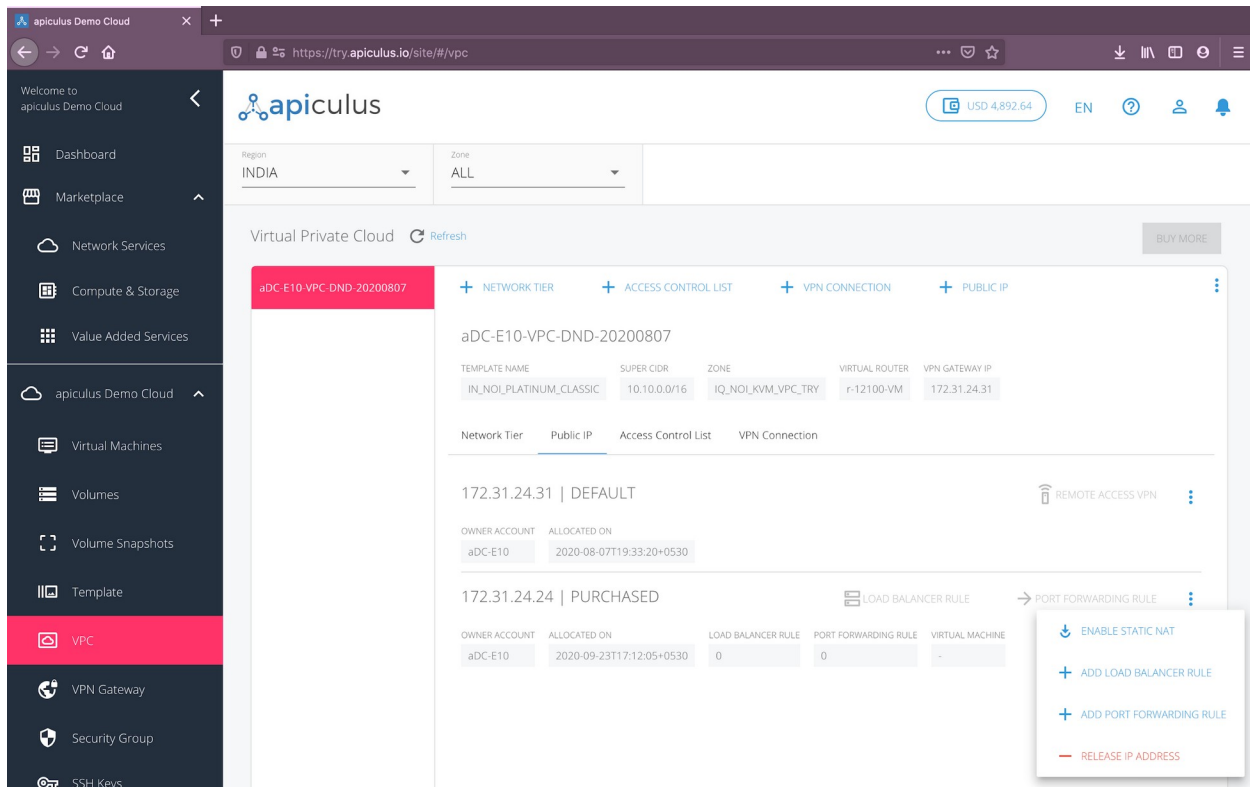 apiculus Demo Cloud
https://try.apiculus.io/site/#/vpc
Welcome to
apiculus Demo Cloud
Dashboard
Marketplace
Network Services
Compute & Storage
Value Added Services
apiculus Demo Cloud
Virtual Machines
Volumes
Volume Snapshots
Template
VPC
VPN Gateway
Security Group
SSH Keys
apiculus
USD 4,892.64
EN
Region
INDIA
Zone
ALL
Virtual Private Cloud Refresh
BUY MORE
aDC-E10-VPC-DND-20200807
NETWORK TIER ACCESS CONTROL LIST VPN CONNECTION PUBLIC IP
aDC-E10-VPC-DND-20200807
TEMPLATE NAME SUPER CIDR ZONE VIRTUAL ROUTER VPN GATEWAY IP
IN_NOI_PLATINUM_CLASSIC 10.10.0.0/16 IQ_NOI_KVM_VPC_TRY r-12100-VM 172.31.24.31
Network Tier Public IP Access Control List VPN Connection
172.31.24.31 | DEFAULT
REMOTE ACCESS VPN
OWNER ACCOUNT ALLOCATED ON
aDC-E10 2020-08-07T19:33:20+0530
172.31.24.24 | PURCHASED
LOAD BALANCER RULE PORT FORWARDING RULE
OWNER ACCOUNT ALLOCATED ON LOAD BALANCER RULE PORT FORWARDING RULE VIRTUAL MACHINE
aDC-E10 2020-09-23T17:12:05+0530 0 0 -
ENABLE STATIC NAT
ADD LOAD BALANCER RULE
ADD PORT FORWARDING RULE
RELEASE IP ADDRESS